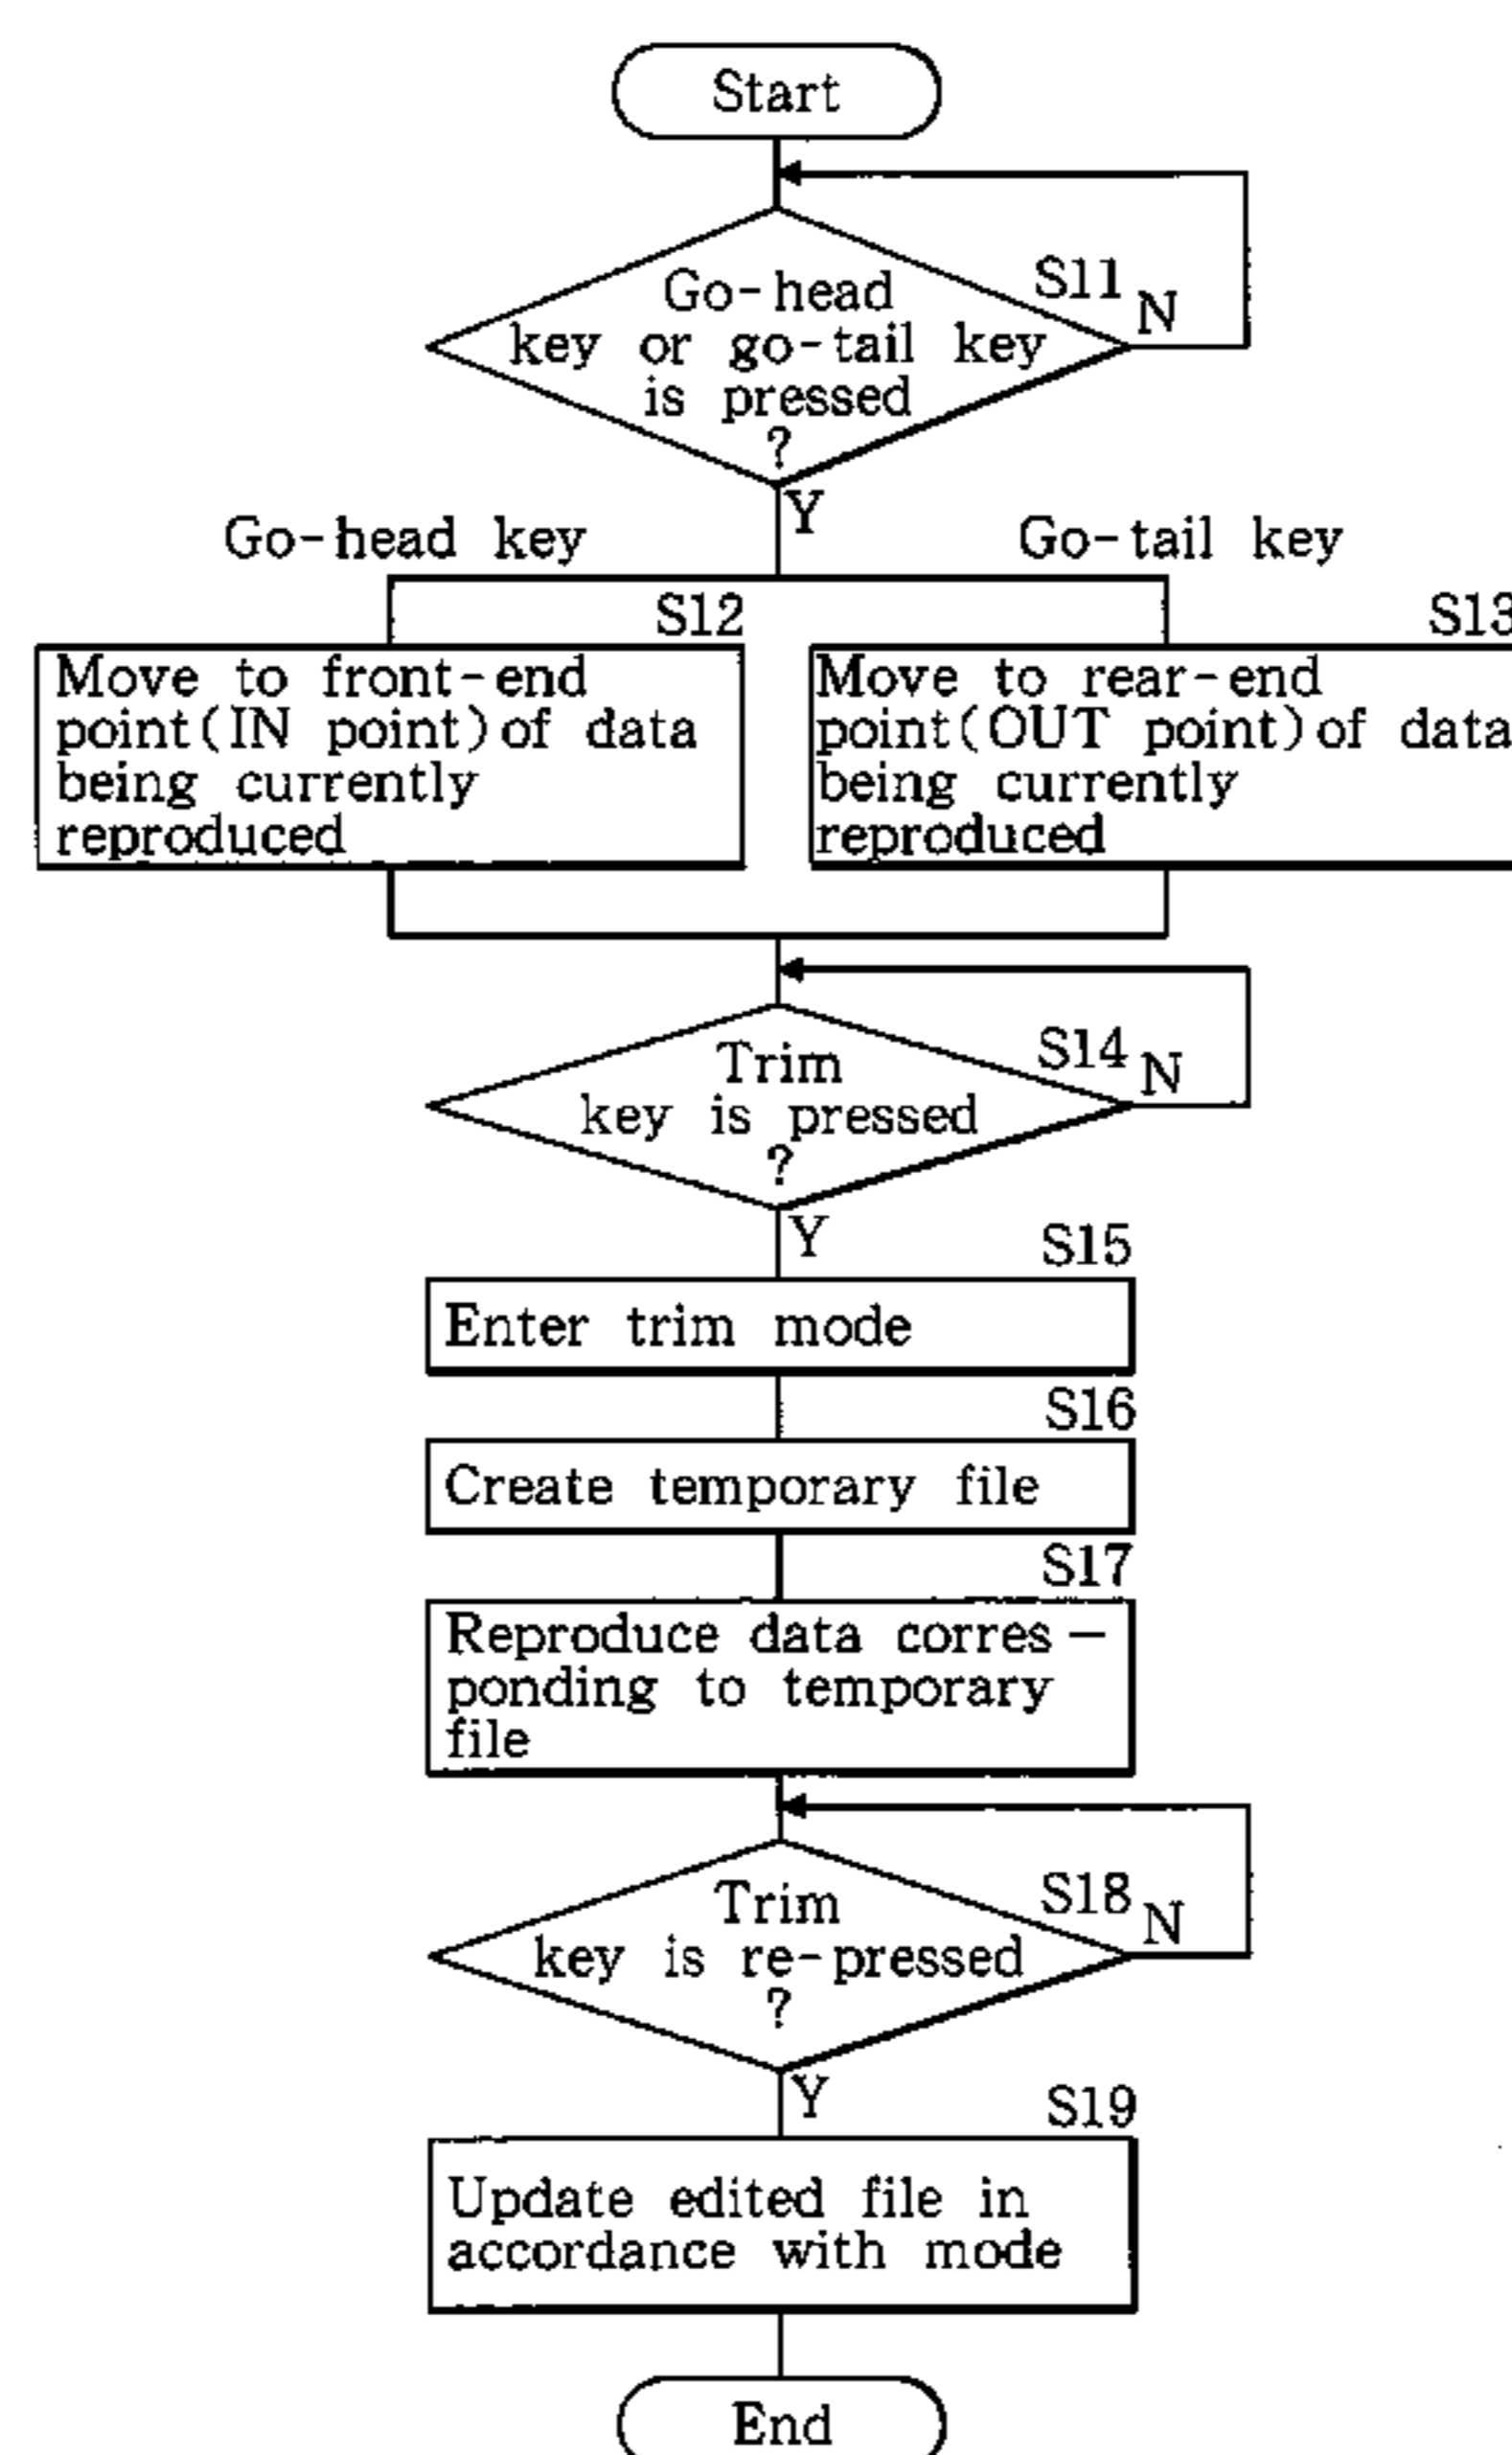 Start
S11
N
Go-head
key or go-tail key
is pressed
?
Y
Go-head key
Go-tail key
S12
S13
Move to front-end
point(IN point)of data
being currently
reproduced
Move to rear-end
point(OUT point)of data
being currently
reproduced
S14
N
Trim
key is pressed
?
Y
S15
Enter trim mode
S16
Create temporary file
S17
Reproduce data corres-
ponding to temporary
file
S18
N
Trim
key is re-pressed
?
Y
S19
Update edited file in
accordance with mode
End